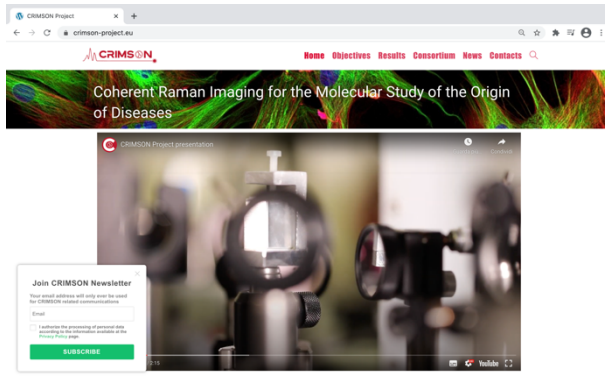 CRIMSON Project
crimson-project.eu
CRIMSON
Home Objectives Results Consortium News Contacts
Coherent Raman Imaging for the Molecular Study of the Origin
of Diseases
CRIMSON Project presentation
Condividi
Join CRIMSON Newsletter
Your email address will only ever be used
for CRIMSON related communications
Email
I authorize the processing of personal data
according to the information available at the
Privacy Policy page.
SUBSCRIBE
2:15
YouTube